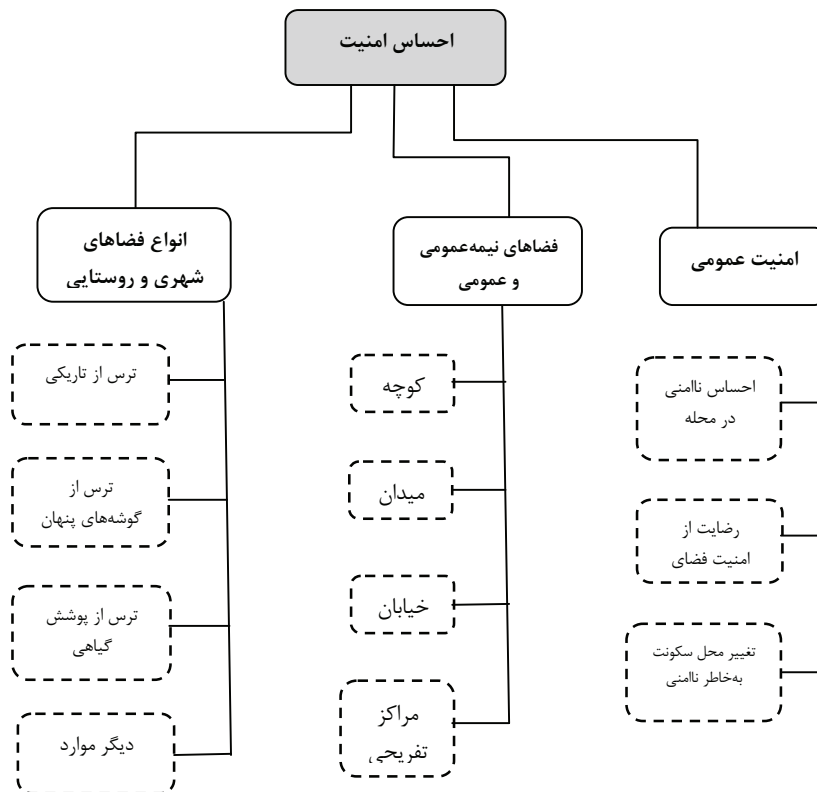 احساس امنیت
امنیت عمومی
احساس ناامنی
در محله
رضایت از
امنیت فضای
تغییر محل سکونت
به‌خاطر ناامنی
فضاهای نیمه‌عمومی
و عمومی
کوچه
میدان
خیابان
مراکز
تفریحی
انواع فضاهای
شهری و روستایی
ترس از تاریکی
ترس از
گوشه‌های پنهان
ترس از پوشش
گیاهی
دیگر موارد